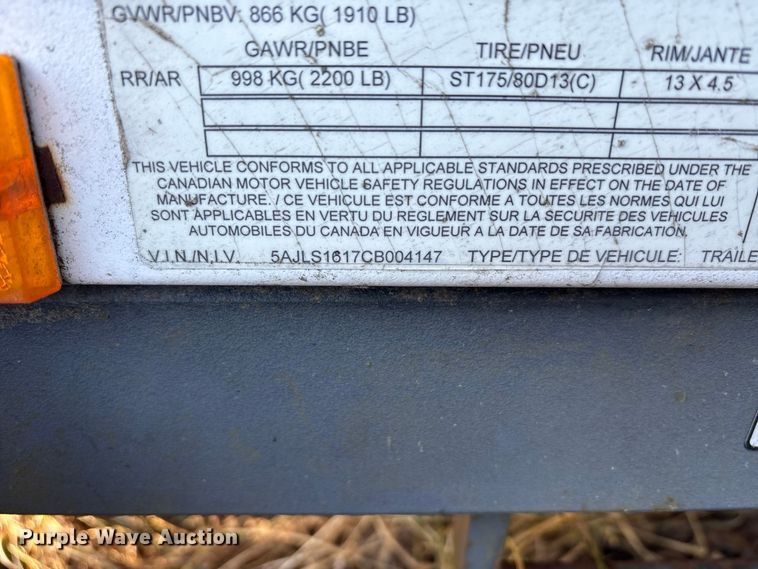 GVWR/PNBV: 866 KG( 1910 LB)
GAWR/PNBE TIRE/PNEU RIM/JANTE
RR/AR 998 KG( 2200 LB) ST175/80D13(C) 13 X 4.5
THIS VEHICLE CONFORMS TO ALL APPLICABLE STANDARDS PRESCRIBED UNDER THE
CANADIAN MOTOR VEHICLE SAFETY REGULATIONS IN EFFECT ON THE DATE OF
MANUFACTURE. / CE VEHICULE EST CONFORME A TOUTES LES NORMES QUI LUI
SONT APPLICABLES EN VERTU DU REGLEMENT SUR LA SECURITE DES VEHICULES
AUTOMOBILES DU CANADA EN VIGUEUR A LA DATE DE SA FABRICATION.
V.I.N./N.I.V. 5AJLS1617CB004147 TYPE/TYPE DE VEHICULE: TRAILE
Purple Wave Auction